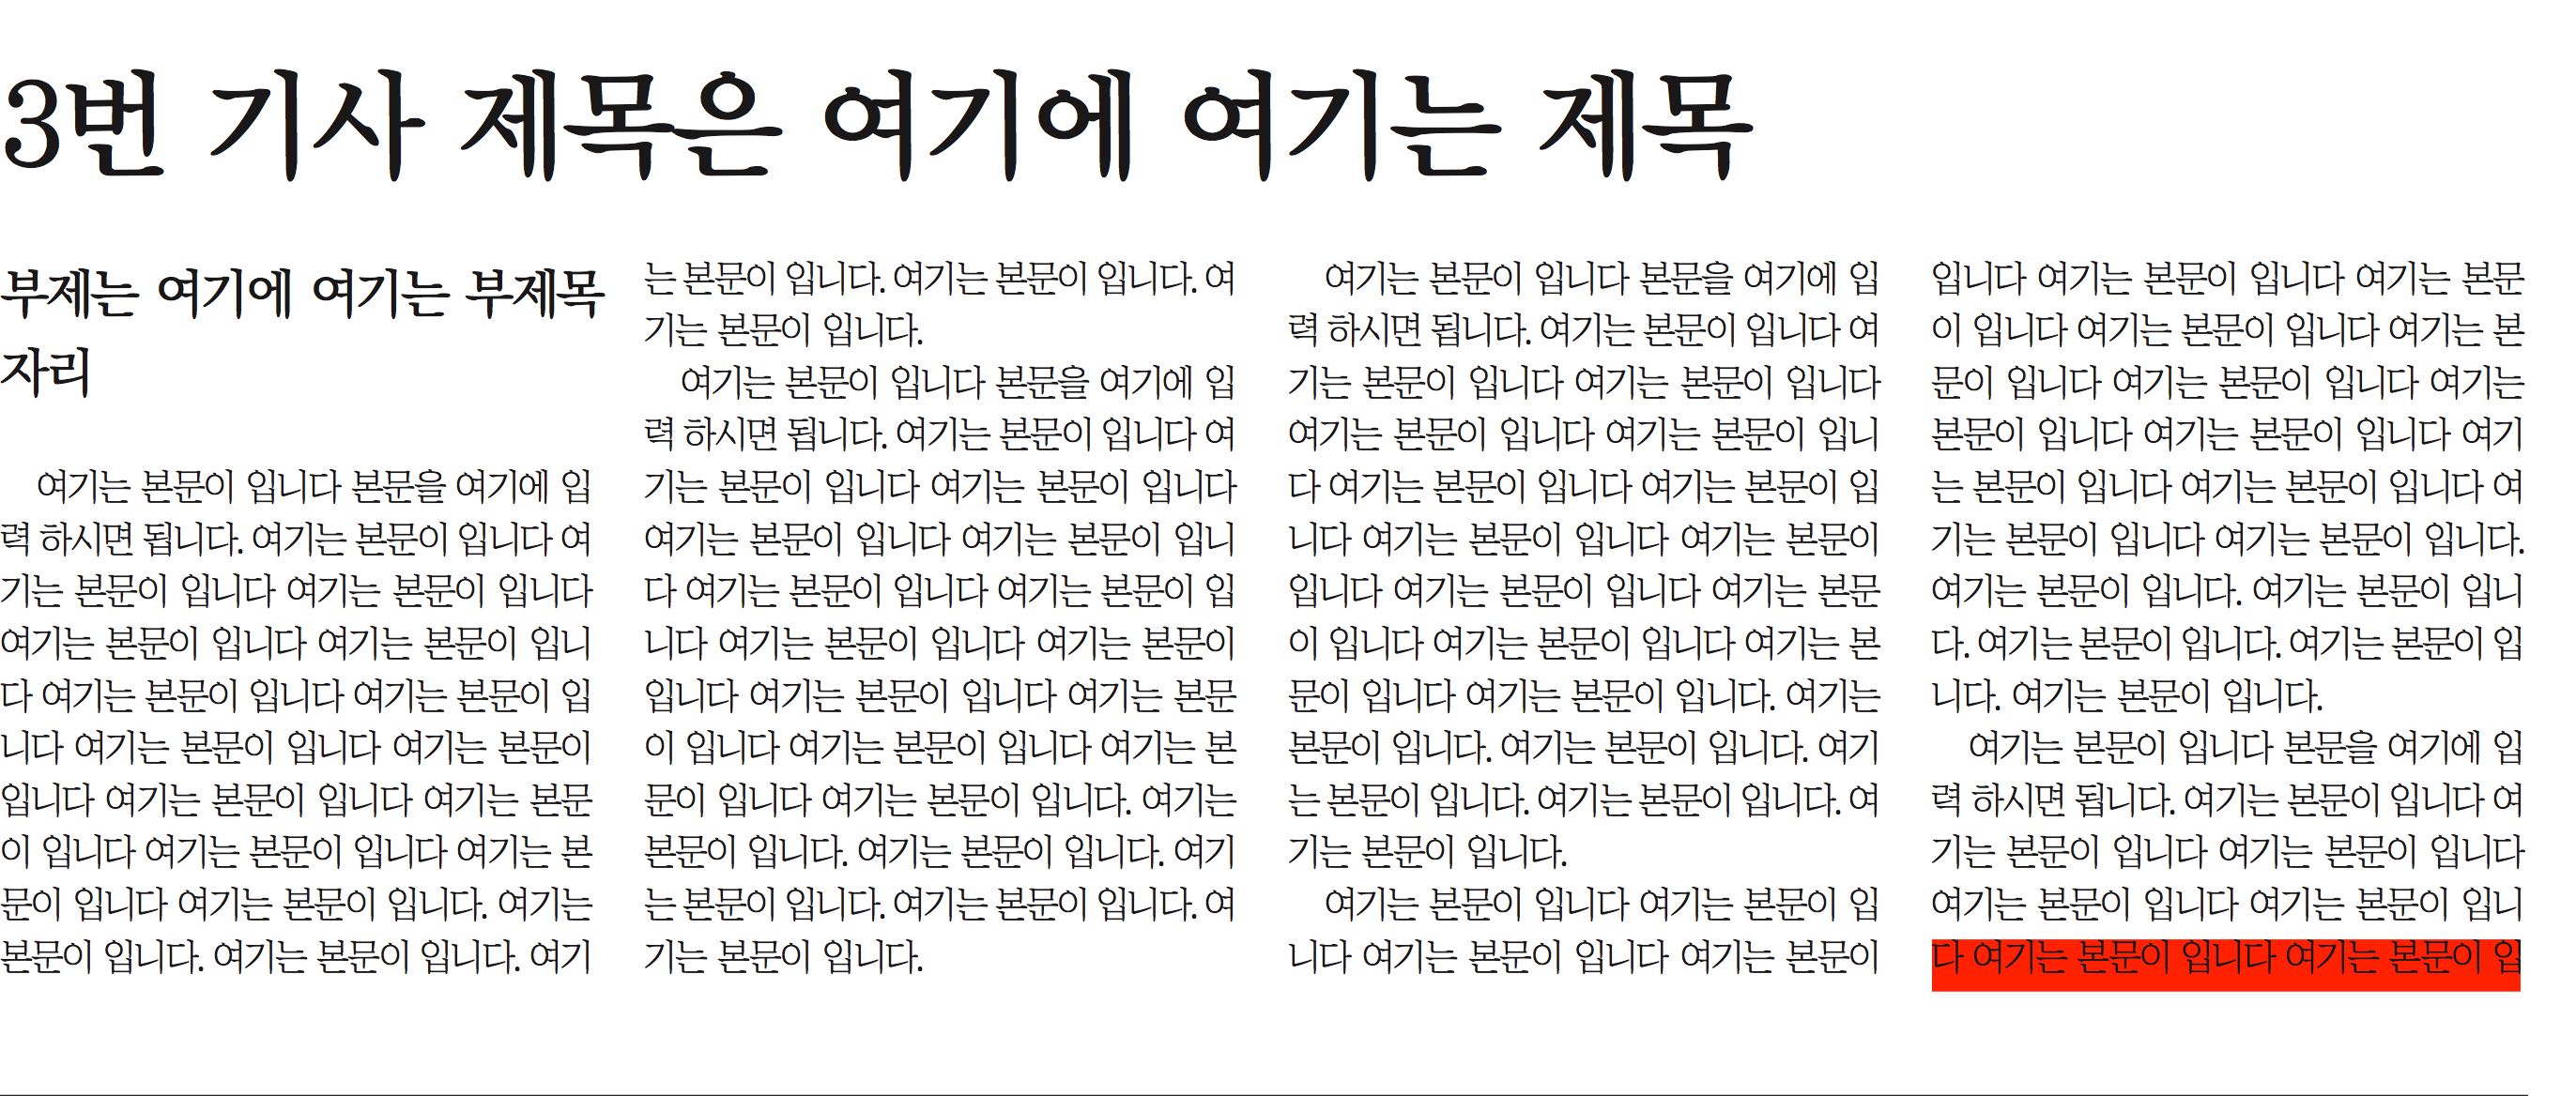 3번 기사 제목은 여기에 여기는 제목
부제는 여기에 여기는 부제목
자리
여기는 본문이 입니다 본문을 여기에 입
력 하시면 됩니다. 여기는 본문이 입니다 여
기는 본문이 입니다 여기는 본문이 입니다
여기는 본문이 입니다 여기는 본문이 입니
다 여기는 본문이 입니다 여기는 본문이 입
니다 여기는 본문이 입니다 여기는 본문이
입니다 여기는 본문이 입니다 여기는 본문
이 입니다 여기는 본문이 입니다 여기는 본
문이 입니다 여기는 본문이 입니다. 여기는
본문이 입니다. 여기는 본문이 입니다. 여기
는 본문이 입니다. 여기는 본문이 입니다. 여
기는 본문이 입니다.
여기는 본문이 입니다 본문을 여기에 입
력 하시면 됩니다. 여기는 본문이 입니다 여
기는 본문이 입니다 여기는 본문이 입니다
여기는 본문이 입니다 여기는 본문이 입니
다 여기는 본문이 입니다 여기는 본문이 입
니다 여기는 본문이 입니다 여기는 본문이
입니다 여기는 본문이 입니다 여기는 본문
이 입니다 여기는 본문이 입니다 여기는 본
문이 입니다 여기는 본문이 입니다. 여기는
본문이 입니다. 여기는 본문이 입니다. 여기
는 본문이 입니다. 여기는 본문이 입니다. 여
기는 본문이 입니다.
여기는 본문이 입니다 본문을 여기에 입
력 하시면 됩니다. 여기는 본문이 입니다 여
기는 본문이 입니다 여기는 본문이 입니다
여기는 본문이 입니다 여기는 본문이 입니
다 여기는 본문이 입니다 여기는 본문이 입
니다 여기는 본문이 입니다 여기는 본문이
입니다 여기는 본문이 입니다 여기는 본문
이 입니다 여기는 본문이 입니다 여기는 본
문이 입니다 여기는 본문이 입니다. 여기는
본문이 입니다. 여기는 본문이 입니다. 여기
는 본문이 입니다. 여기는 본문이 입니다. 여
기는 본문이 입니다.
여기는 본문이 입니다 여기는 본문이 입
니다 여기는 본문이 입니다 여기는 본문이
입니다 여기는 본문이 입니다 여기는 본문
이 입니다 여기는 본문이 입니다 여기는 본
문이 입니다 여기는 본문이 입니다 여기는
본문이 입니다 여기는 본문이 입니다 여기
는 본문이 입니다 여기는 본문이 입니다 여
기는 본문이 입니다 여기는 본문이 입니다.
여기는 본문이 입니다. 여기는 본문이 입니
다. 여기는 본문이 입니다. 여기는 본문이 입
니다. 여기는 본문이 입니다.
여기는 본문이 입니다 본문을 여기에 입
력 하시면 됩니다. 여기는 본문이 입니다 여
기는 본문이 입니다 여기는 본문이 입니다
여기는 본문이 입니다 여기는 본문이 입니
다 여기는 본문이 입니다 여기는 본문이 입